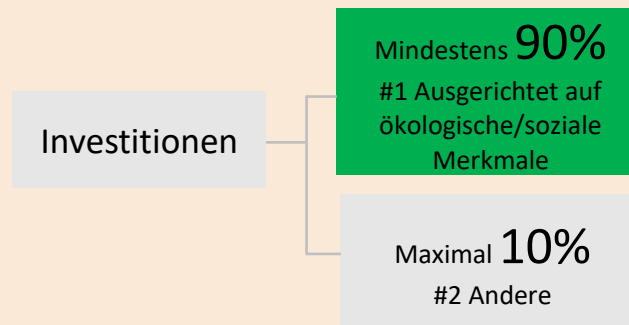 Investitionen
Mindestens 90%
#1 Ausgerichtet auf
ökologische/soziale
Merkmale
Maximal 10%
#2 Andere